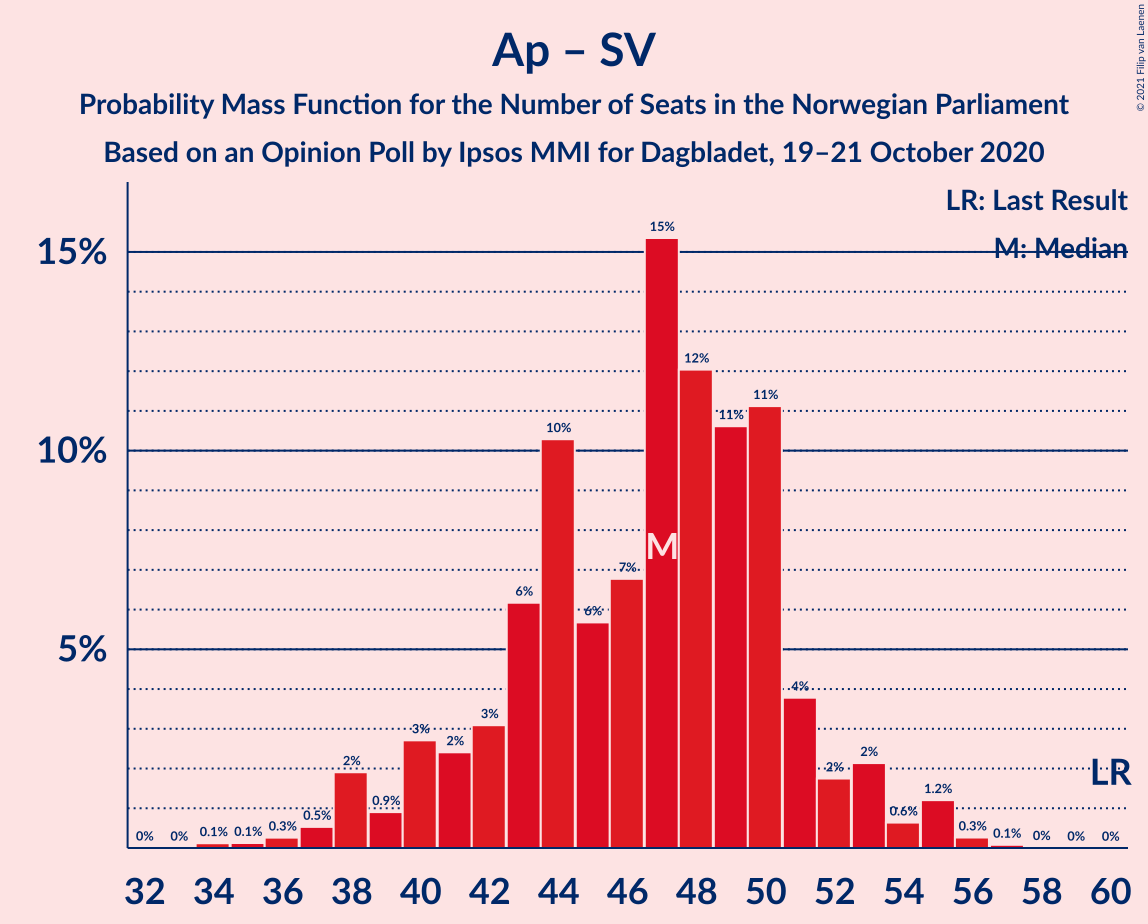 Ap – SV
Probability Mass Function for the Number of Seats in the Norwegian Parliament
Based on an Opinion Poll by Ipsos MMI for Dagbladet, 19–21 October 2020
© 2021 Filip van Laenen
LR: Last Result
M: Median
15%
10%
5%
0% 0% 0.1% 0.1% 0.3% 0.5% 2% 0.9% 3% 2% 3% 6% 10% 6% 7% 15% 12% 11% 11% 4% 2% 2% 0.6% 1.2% 0.3% 0.1% 0% 0% 0%
M
LR
32 34 36 38 40 42 44 46 48 50 52 54 56 58 60